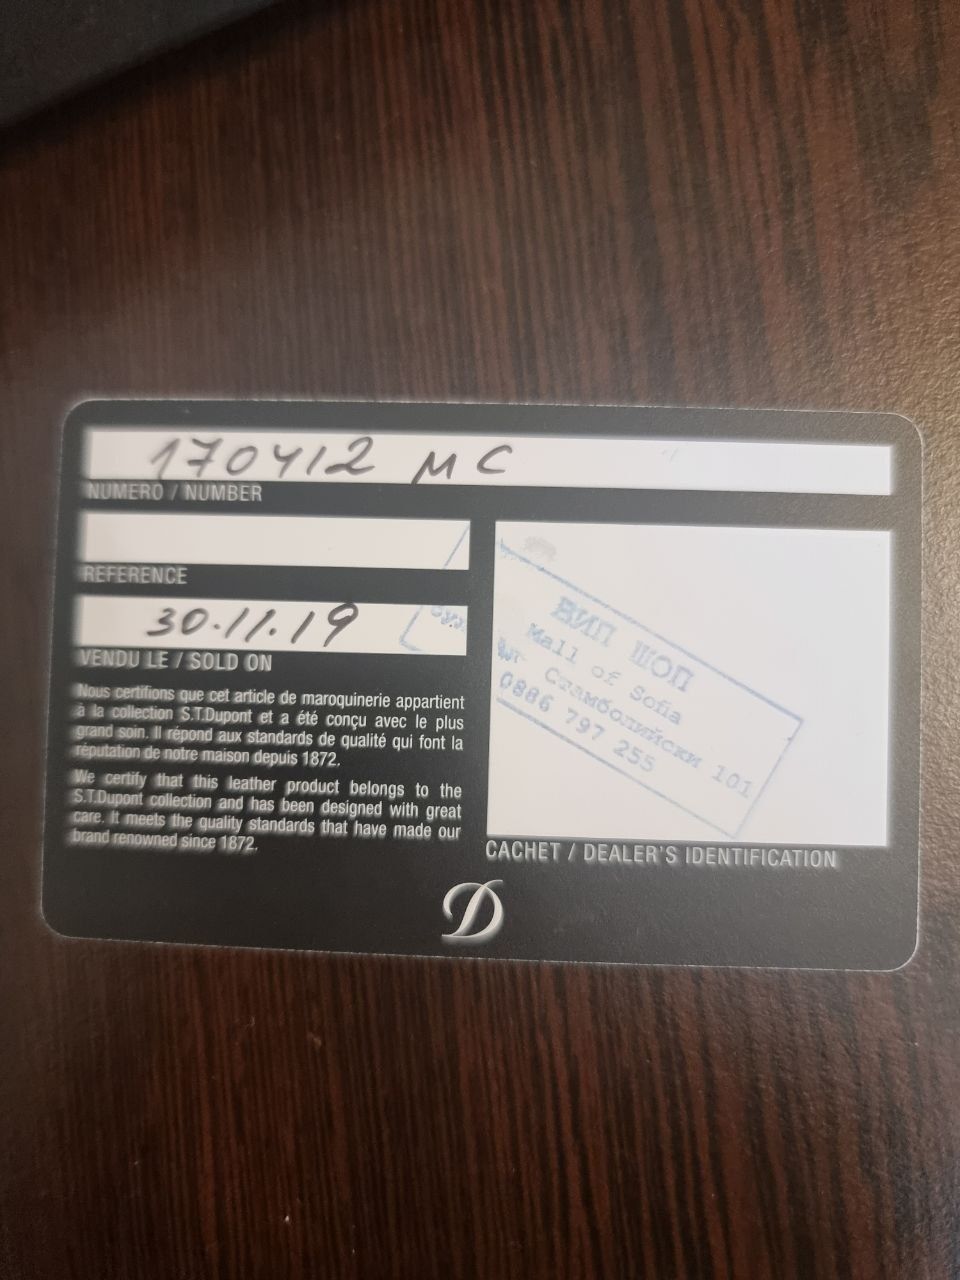 170412 MC
NUMERO / NUMBER
REFERENCE
30.11.19
VENDU LE / SOLD ON
Nous certifions que cet article de maroquinerie appartient
à la collection S.T.Dupont et a été conçu avec le plus
grand soin. Il répond aux standards de qualité qui font la
réputation de notre maison depuis 1872.
We certify that this leather product belongs to the
S.T.Dupont collection and has been designed with great
care. It meets the quality standards that have made our
brand renowned since 1872.
ВИП ШОП
Mall of Sofia
Стамболийски 101
0886 797 255
CACHET / DEALER'S IDENTIFICATION
D